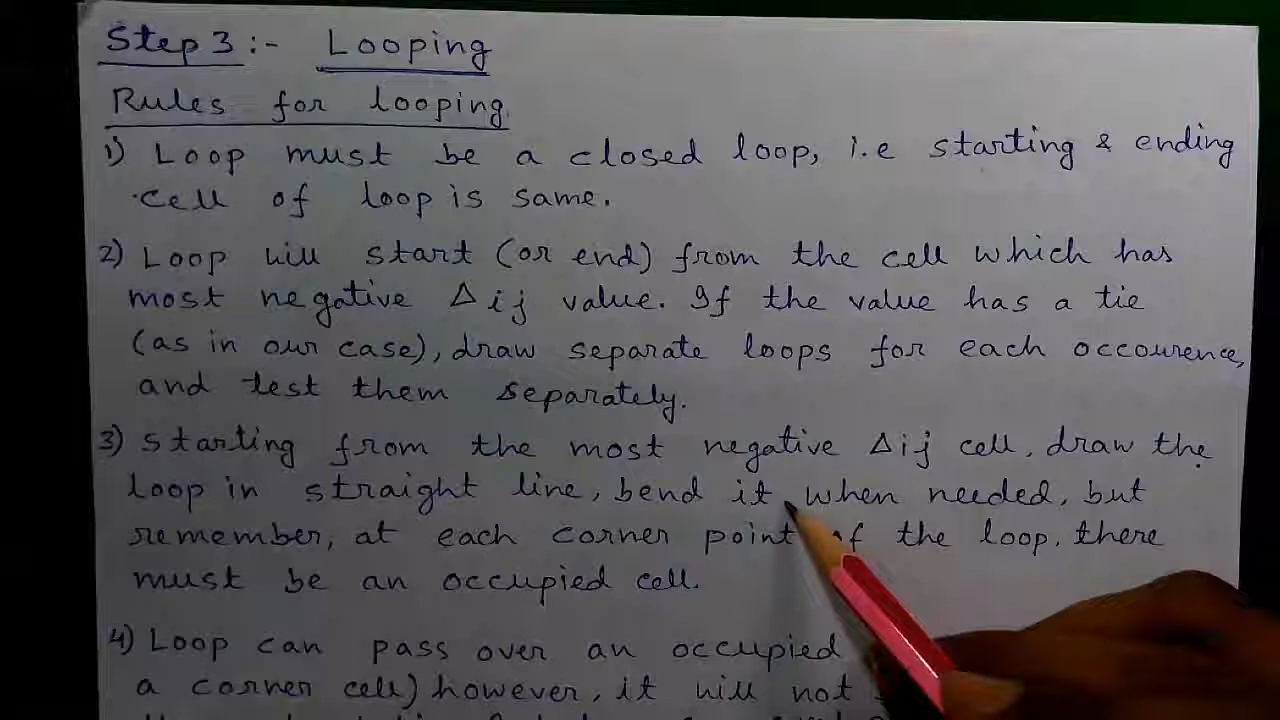 Step 3 :- Looping
Rules for looping.
1) Loop must be a closed loop, i.e starting & ending
cell of loop is same.
2) Loop will start (or end) from the cell which has
most negative Δij value. If the value has a tie
(as in our case), draw separate loops for each occourence,
and test them separately.
3) Starting from the most negative Δij cell, draw the
loop in straight line, bend it when needed, but
remember, at each corner point of the loop, there
must be an occupied cell.
4) Loop can pass over an occupied
a corner cell) however, it will not